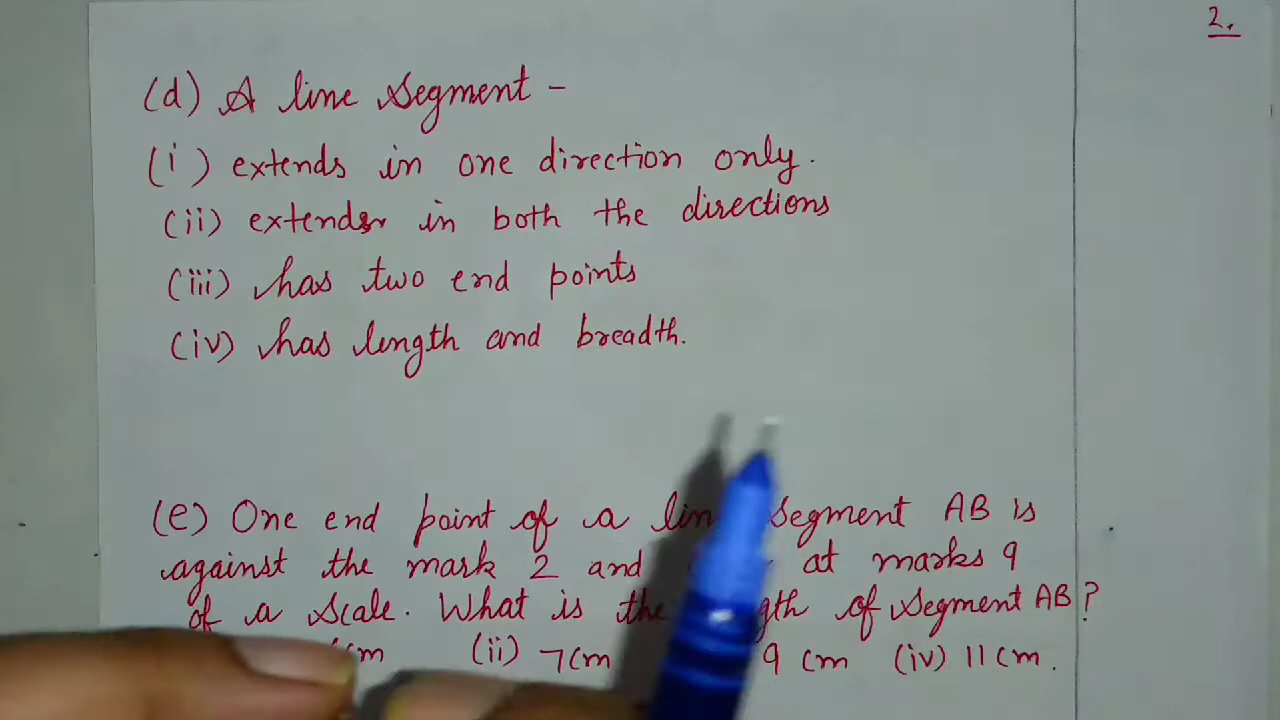 2.
(d) A line Segment -
(i) extends in one direction only.
(ii) extends in both the directions
(iii) has two end points
(iv) has length and breadth.
(e) One end point of a Segment AB is
against the mark 2 and at marks 9
of a Scale. What is the of Segment AB?
(ii) 7cm 9 cm (iv) 11cm.